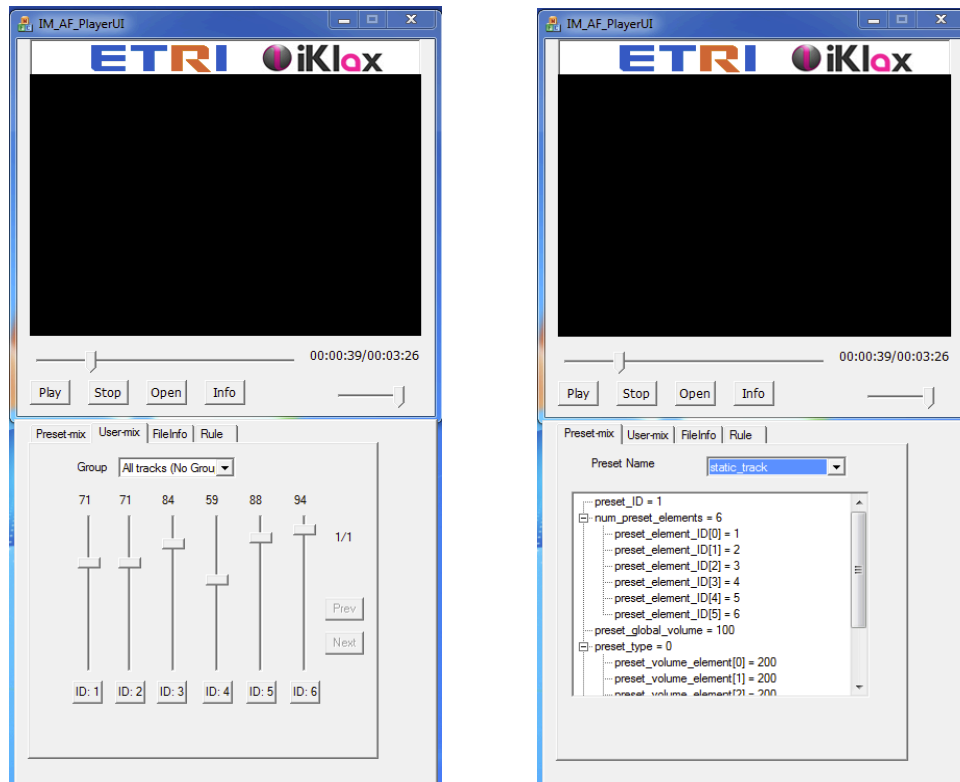 IM_AF_PlayerUI
ETRI iKlax
00:00:39/00:03:26
Play Stop Open Info
Preset-mix User-mix FileInfo Rule
Group All tracks (No Grou
71 71 84 59 88 94
1/1
Prev
Next
ID: 1 ID: 2 ID: 3 ID: 4 ID: 5 ID: 6
IM_AF_PlayerUI
ETRI iKlax
00:00:39/00:03:26
Play Stop Open Info
Preset-mix User-mix FileInfo Rule
Preset Name static_track
preset_ID = 1
num_preset_elements = 6
preset_element_ID[0] = 1
preset_element_ID[1] = 2
preset_element_ID[2] = 3
preset_element_ID[3] = 4
preset_element_ID[4] = 5
preset_element_ID[5] = 6
preset_global_volume = 100
preset_type = 0
preset_volume_element[0] = 200
preset_volume_element[1] = 200
preset_volume_element[2] = 200